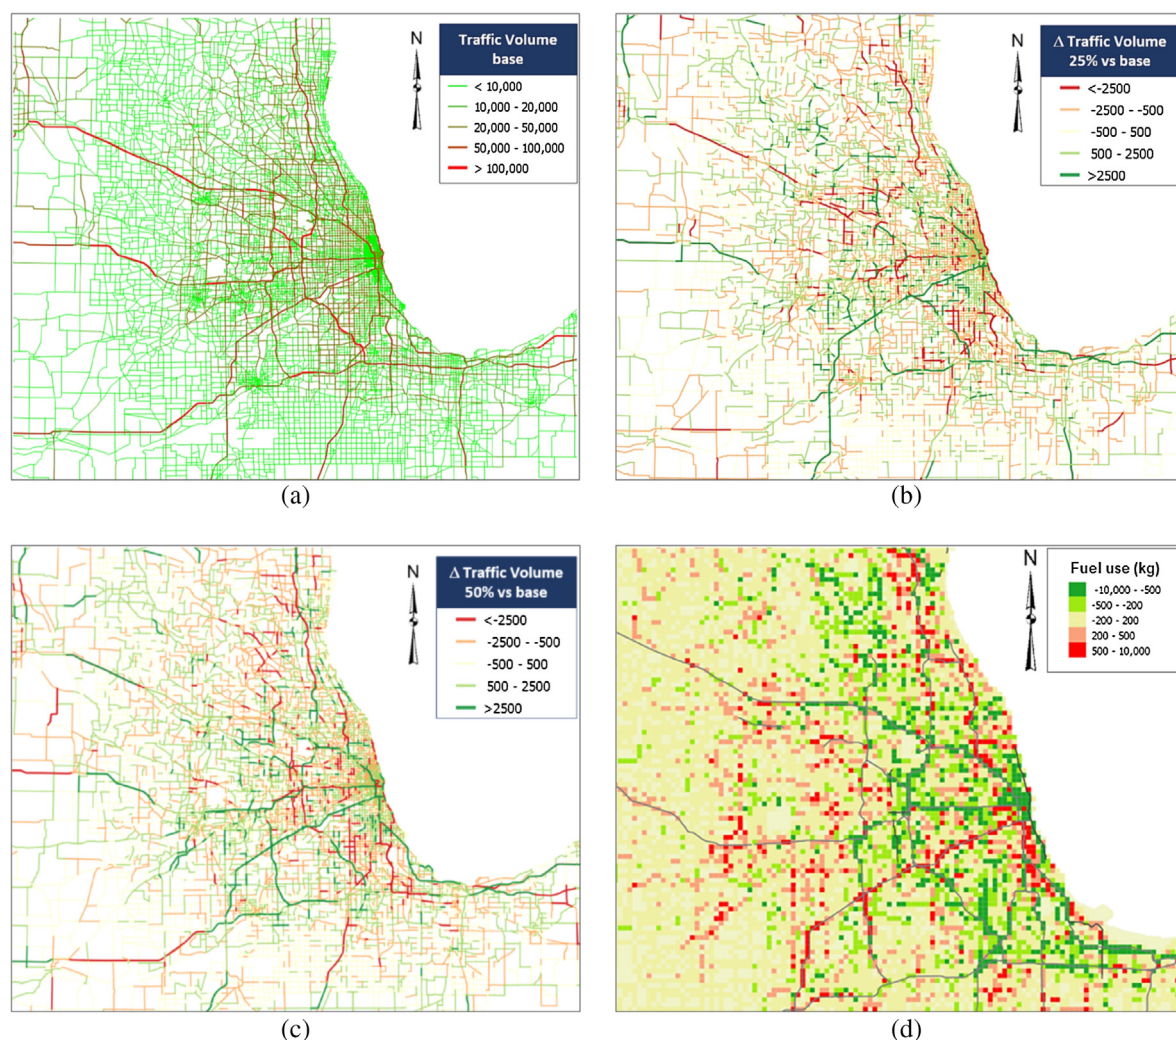 N
Traffic Volume
base
< 10,000
10,000 - 20,000
20,000 - 50,000
50,000 - 100,000
> 100,000
(a)
N
Δ Traffic Volume
25% vs base
<-2500
-2500 - -500
-500 - 500
500 - 2500
>2500
(b)
N
Δ Traffic Volume
50% vs base
<-2500
-2500 - -500
-500 - 500
500 - 2500
>2500
(c)
N
Fuel use (kg)
-10,000 - -500
-500 - -200
-200 - 200
200 - 500
500 - 10,000
(d)